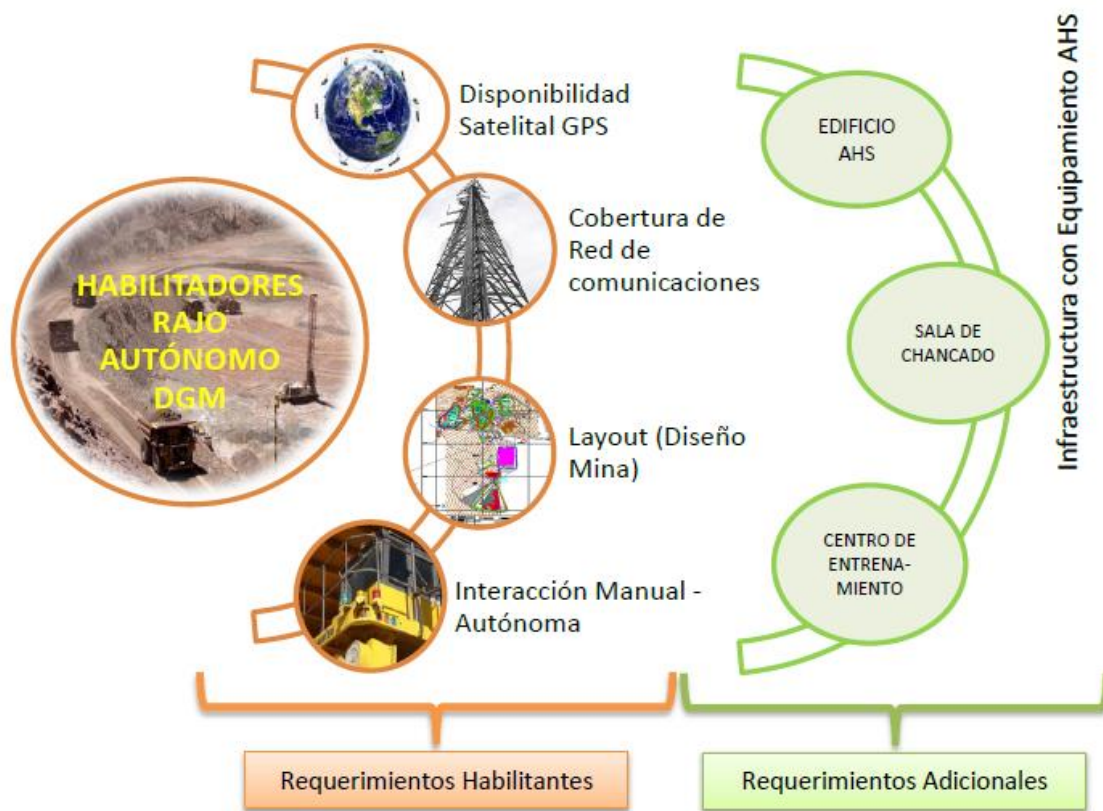 HABILITADORES
RAJO
AUTÓNOMO
DGM
Disponibilidad
Satelital GPS
Cobertura de
Red de
comunicaciones
Layout (Diseño
Mina)
Interacción Manual -
Autónoma
EDIFICIO
AHS
SALA DE
CHANCADO
CENTRO DE
ENTRENA-
MIENTO
Infraestructura con Equipamiento AHS
Requerimientos Habilitantes
Requerimientos Adicionales